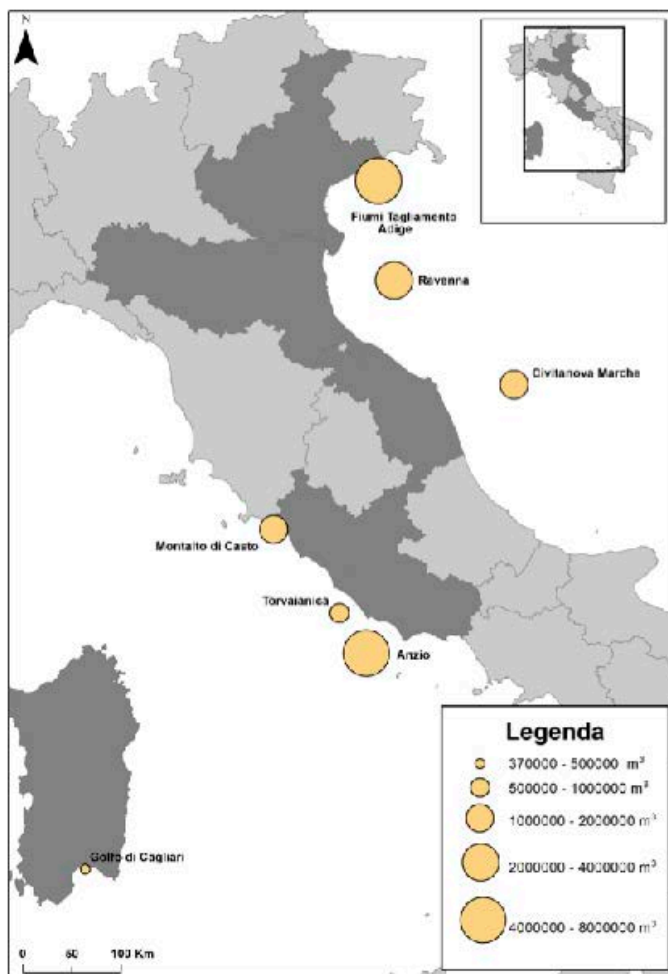 N
Fiumi Tagliamento
Adige
Ravenna
Civitanova Marche
Montalto di Casto
Torvaianica
Anzio
Golfo di Cagliari
0 50 100 Km
Legenda
370000 - 500000 m³
500000 - 1000000 m³
1000000 - 2000000 m³
2000000 - 4000000 m³
4000000 - 8000000 m³